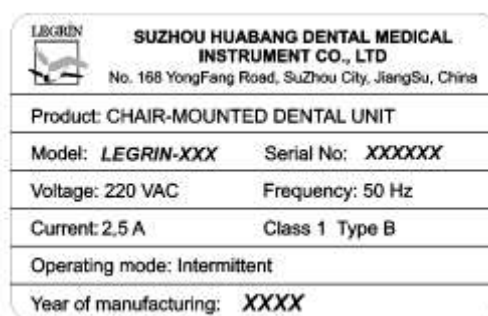 LEGRIN
SUZHOU HUABANG DENTAL MEDICAL
INSTRUMENT CO., LTD
No. 168 YongFang Road, SuZhou City, JiangSu, China
Product: CHAIR-MOUNTED DENTAL UNIT
Model: LEGRIN-XXX Serial No: XXXXXX
Voltage: 220 VAC Frequency: 50 Hz
Current: 2,5 A Class 1 Type B
Operating mode: Intermittent
Year of manufacturing: XXXX